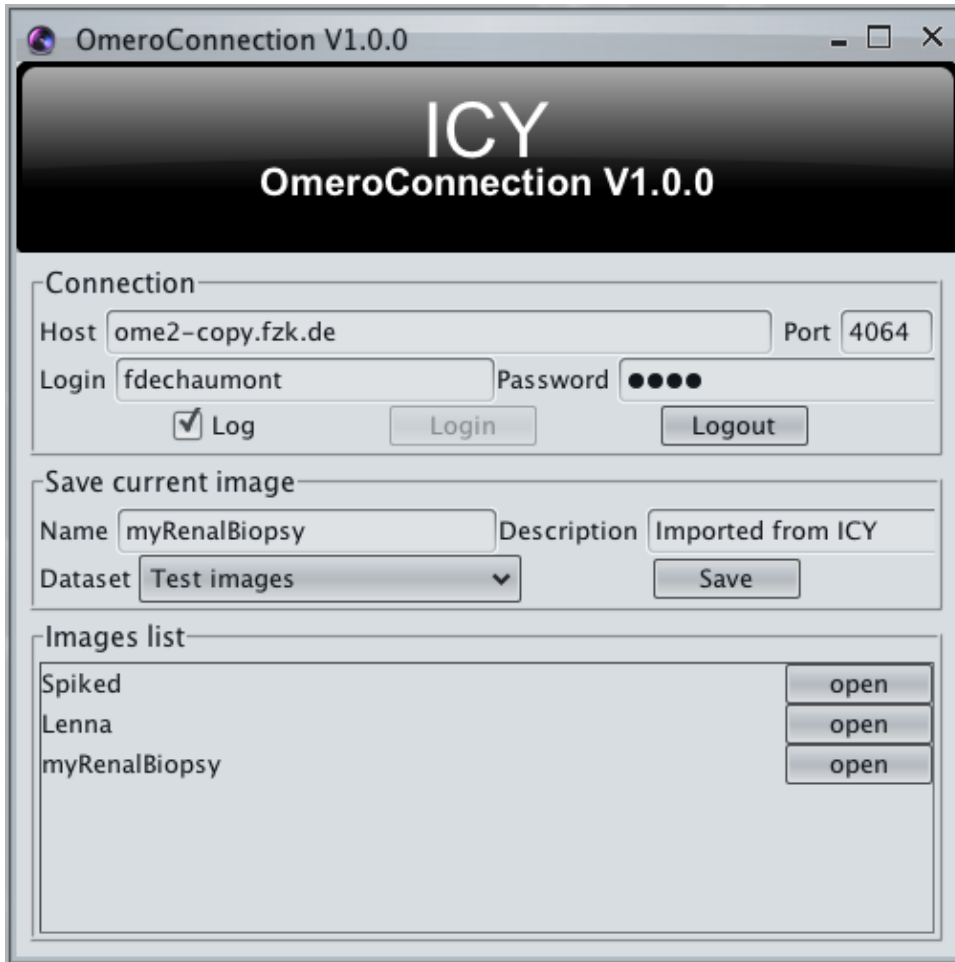 OmeroConnection V1.0.0
ICY
OmeroConnection V1.0.0
Connection
Host ome2-copy.fzk.de Port 4064
Login fdechaumont Password ●●●●
Log Login Logout
Save current image
Name myRenalBiopsy Description Imported from ICY
Dataset Test images Save
Images list
Spiked open
Lenna open
myRenalBiopsy open